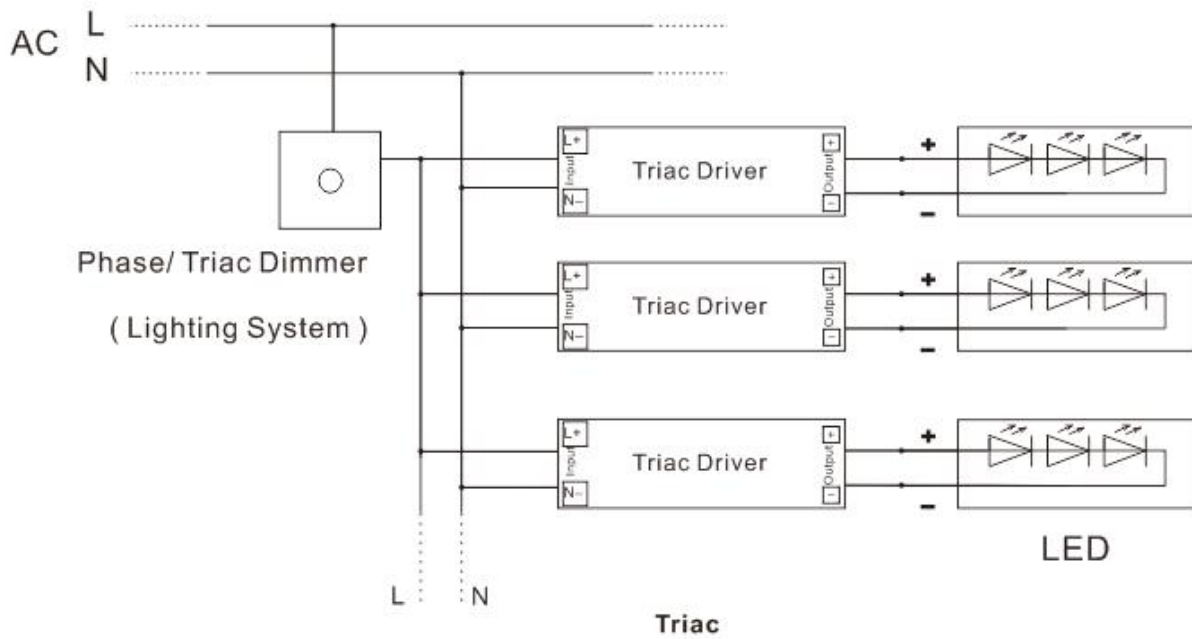 AC
L
N
L+
Input
N−
Triac Driver
+
Output
−
+
−
Phase/ Triac Dimmer
( Lighting System )
L+
Input
N−
Triac Driver
+
Output
−
+
−
L+
Input
N−
Triac Driver
+
Output
−
+
−
LED
L
N
Triac